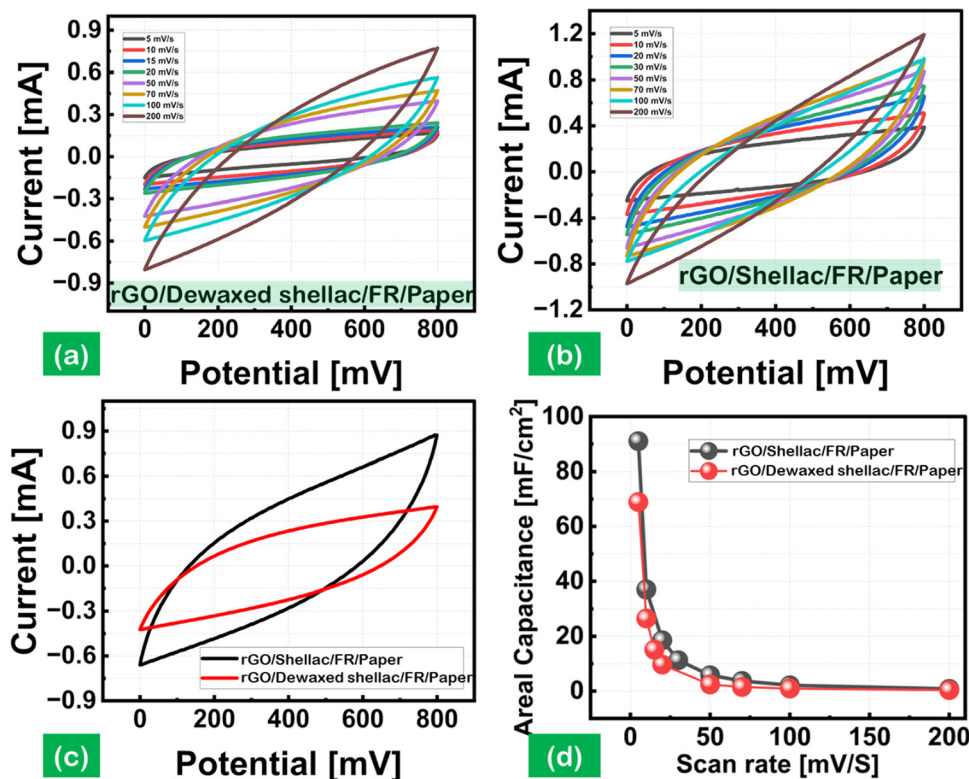 0.9
0.6
0.3
0.0
−0.3
−0.6
−0.9
Current [mA]
5 mV/s
10 mV/s
15 mV/s
20 mV/s
50 mV/s
70 mV/s
100 mV/s
200 mV/s
rGO/Dewaxed shellac/FR/Paper
0 200 400 600 800
Potential [mV]
(a)
1.2
0.8
0.4
0.0
−0.4
−0.8
−1.2
Current [mA]
5 mV/s
10 mV/s
20 mV/s
30 mV/s
50 mV/s
70 mV/s
100 mV/s
200 mV/s
rGO/Shellac/FR/Paper
0 200 400 600 800
Potential [mV]
(b)
0.9
0.6
0.3
0.0
−0.3
−0.6
−0.9
Current [mA]
rGO/Shellac/FR/Paper
rGO/Dewaxed shellac/FR/Paper
0 200 400 600 800
Potential [mV]
(c)
100
80
60
40
20
0
Areal Capacitance [mF/cm²]
rGO/Shellac/FR/Paper
rGO/Dewaxed shellac/FR/Paper
0 50 100 150 200
Scan rate [mV/S]
(d)